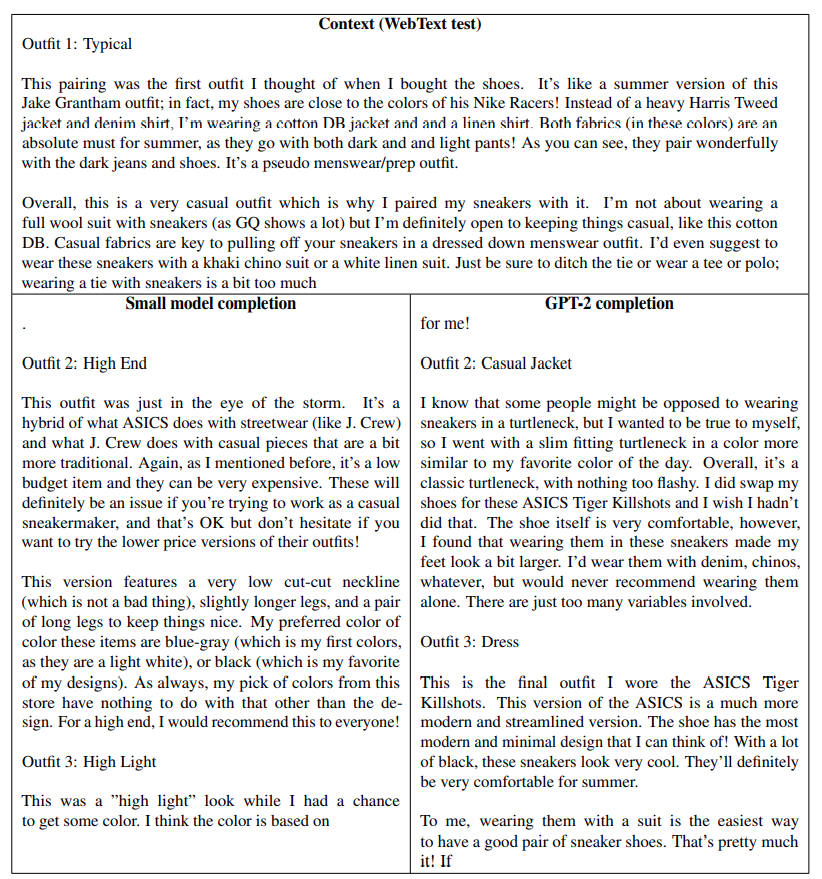 Context (WebText test)
Outfit 1: Typical
This pairing was the first outfit I thought of when I bought the shoes. It's like a summer version of this
Jake Grantham outfit; in fact, my shoes are close to the colors of his Nike Racers! Instead of a heavy Harris Tweed
jacket and denim shirt, I'm wearing a cotton DB jacket and and a linen shirt. Both fabrics (in these colors) are an
absolute must for summer, as they go with both dark and and light pants! As you can see, they pair wonderfully
with the dark jeans and shoes. It's a pseudo menswear/prep outfit.
Overall, this is a very casual outfit which is why I paired my sneakers with it. I'm not about wearing a
full wool suit with sneakers (as GQ shows a lot) but I'm definitely open to keeping things casual, like this cotton
DB. Casual fabrics are key to pulling off your sneakers in a dressed down menswear outfit. I'd even suggest to
wear these sneakers with a khaki chino suit or a white linen suit. Just be sure to ditch the tie or wear a tee or polo;
wearing a tie with sneakers is a bit too much
Small model completion
.
Outfit 2: High End
This outfit was just in the eye of the storm. It's a
hybrid of what ASICS does with streetwear (like J. Crew)
and what J. Crew does with casual pieces that are a bit
more traditional. Again, as I mentioned before, it's a low
budget item and they can be very expensive. These will
definitely be an issue if you're trying to work as a casual
sneakermaker, and that's OK but don't hesitate if you
want to try the lower price versions of their outfits!
This version features a very low cut-cut neckline
(which is not a bad thing), slightly longer legs, and a pair
of long legs to keep things nice. My preferred color of
color these items are blue-gray (which is my first colors,
as they are a light white), or black (which is my favorite
of my designs). As always, my pick of colors from this
store have nothing to do with that other than the de-
sign. For a high end, I would recommend this to everyone!
Outfit 3: High Light
This was a ”high light” look while I had a chance
to get some color. I think the color is based on
GPT-2 completion
for me!
Outfit 2: Casual Jacket
I know that some people might be opposed to wearing
sneakers in a turtleneck, but I wanted to be true to myself,
so I went with a slim fitting turtleneck in a color more
similar to my favorite color of the day. Overall, it's a
classic turtleneck, with nothing too flashy. I did swap my
shoes for these ASICS Tiger Killshots and I wish I hadn't
did that. The shoe itself is very comfortable, however,
I found that wearing them in these sneakers made my
feet look a bit larger. I'd wear them with denim, chinos,
whatever, but would never recommend wearing them
alone. There are just too many variables involved.
Outfit 3: Dress
This is the final outfit I wore the ASICS Tiger
Killshots. This version of the ASICS is a much more
modern and streamlined version. The shoe has the most
modern and minimal design that I can think of! With a lot
of black, these sneakers look very cool. They'll definitely
be very comfortable for summer.
To me, wearing them with a suit is the easiest way
to have a good pair of sneaker shoes. That's pretty much
it! If